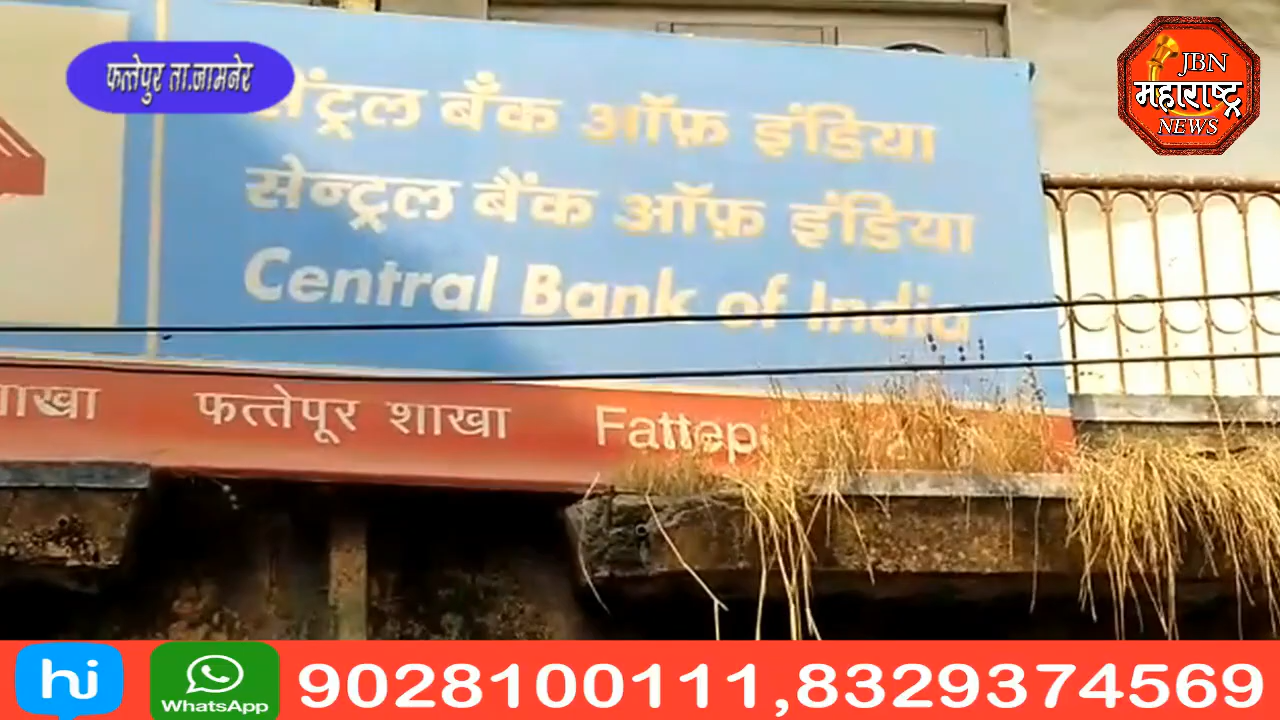 फत्तेपुर ता.जामनेर
JBN
महाराष्ट्र
NEWS
सेंट्रल बँक ऑफ़ इंडिया
सेन्ट्रल बैंक ऑफ़ इंडिया
Central Bank of India
शाखा फत्तेपूर शाखा
hi WhatsApp 9028100111,8329374569